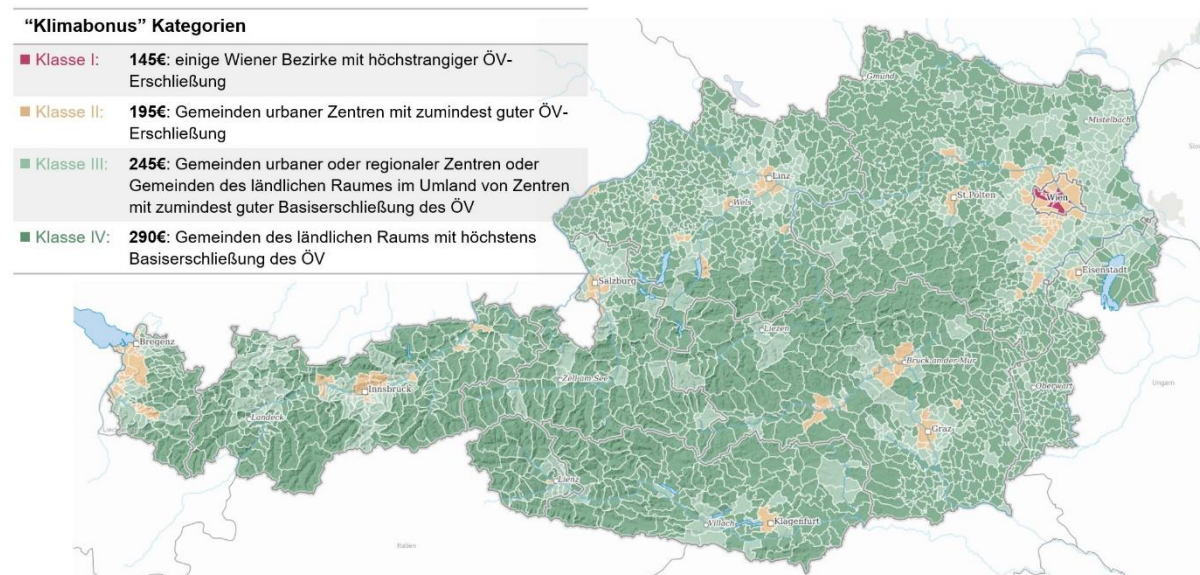 “Klimabonus” Kategorien
Klasse I: 145€: einige Wiener Bezirke mit höchstrangiger ÖV-
Erschließung
Klasse II: 195€: Gemeinden urbaner Zentren mit zumindest guter ÖV-
Erschließung
Klasse III: 245€: Gemeinden urbaner oder regionaler Zentren oder
Gemeinden des ländlichen Raumes im Umland von Zentren
mit zumindest guter Basiserschließung des ÖV
Klasse IV: 290€: Gemeinden des ländlichen Raums mit höchstens
Basiserschließung des ÖV
Gmünd
Mistelbach
Linz
Wels
St.Pölten
Wien
Eisenstadt
Salzburg
Liezen
Bregenz
Bruck an der Mur
Zell am See
Innsbruck
Landeck
Oberwart
Ungarn
Graz
Lienz
Villach
Klagenfurt
Italien